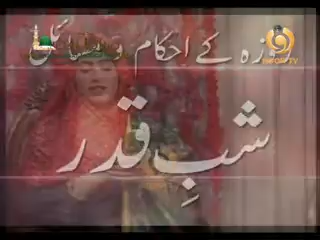 روزہ کے احکام و مسائل
شبِ قدر